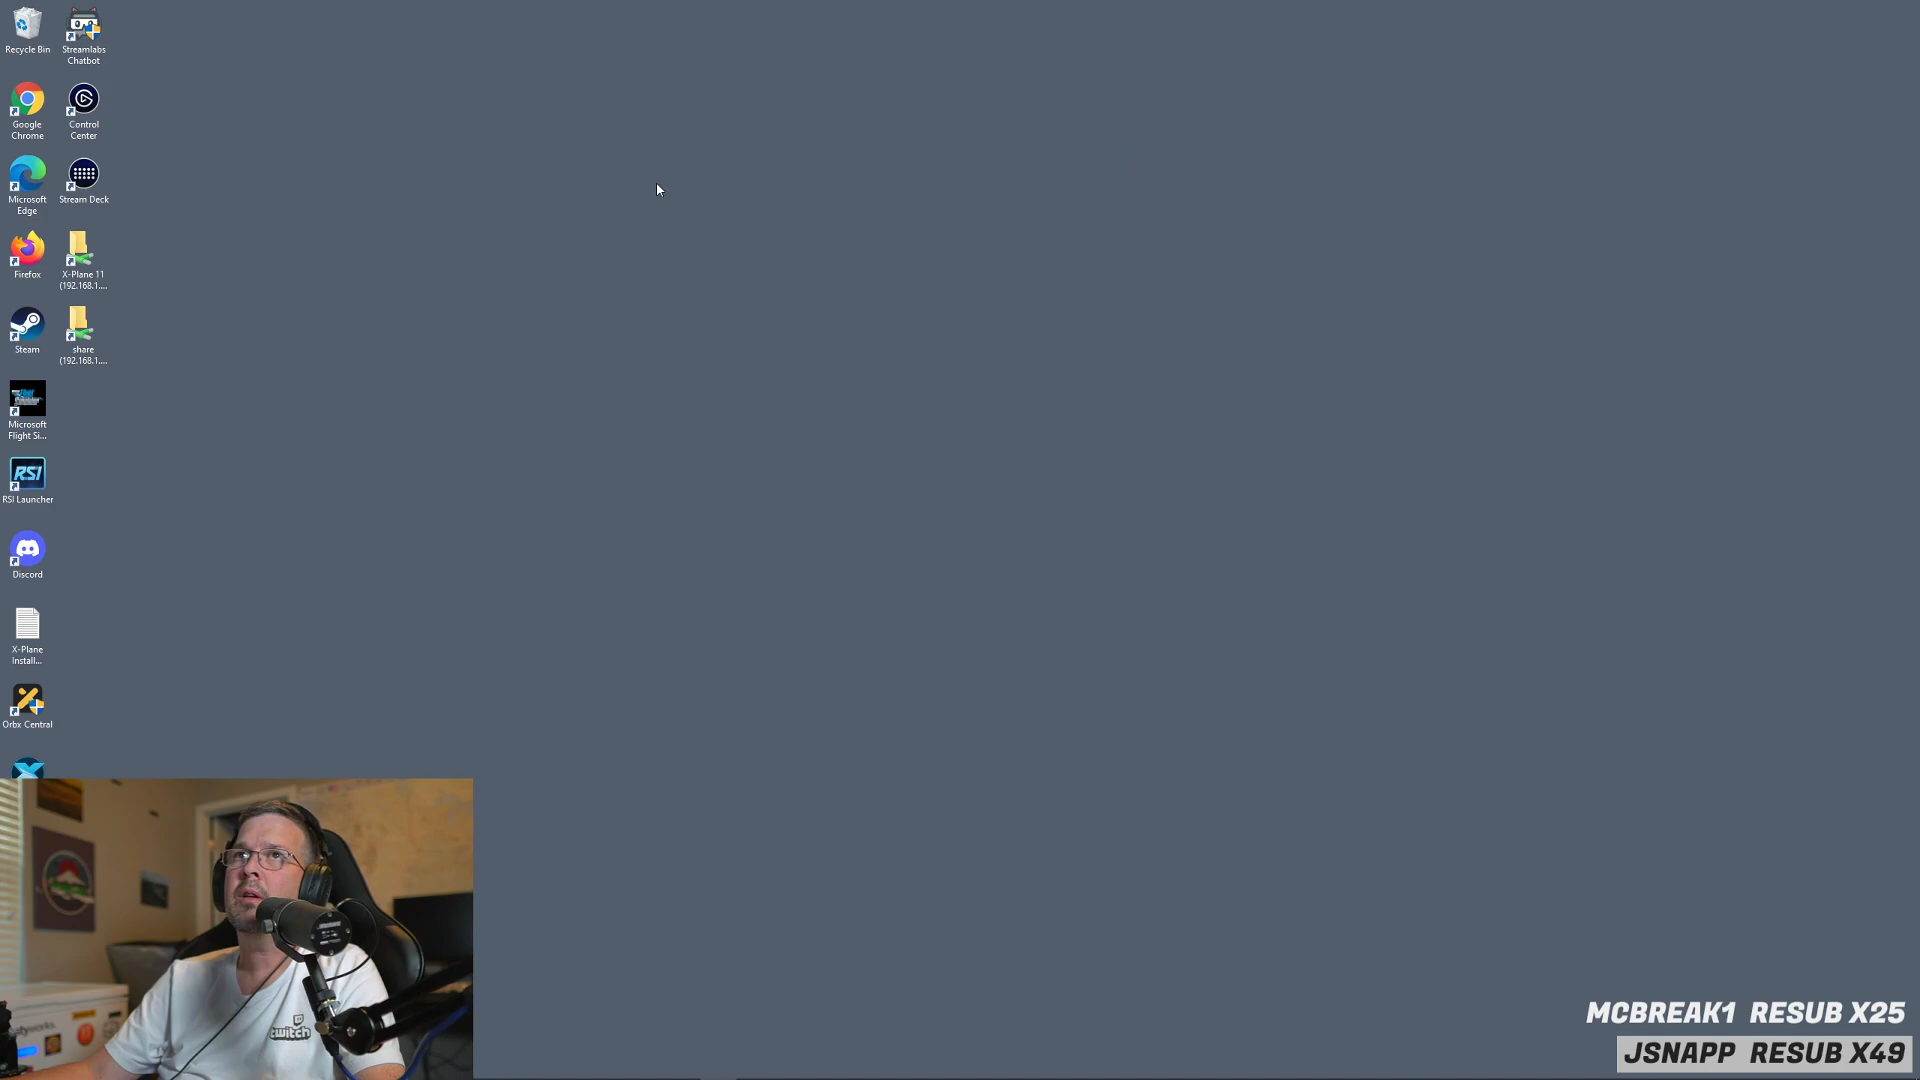 Recycle Bin
Streamlabs
Chatbot
Google
Chrome
Control
Center
Microsoft
Edge
Stream Deck
Firefox
X-Plane 11
(192.168.1....
Steam
share
(192.168.1....
Microsoft
Flight Si...
RSI
RSI Launcher
Discord
X-Plane
Install...
Orbx Central
twitch
MCBREAK1 RESUB X25
JSNAPP RESUB X49